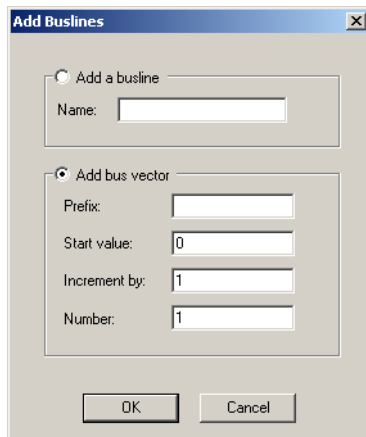 Add Buslines
Add a busline
Name:
Add bus vector
Prefix:
Start value: 0
Increment by: 1
Number: 1
OK Cancel